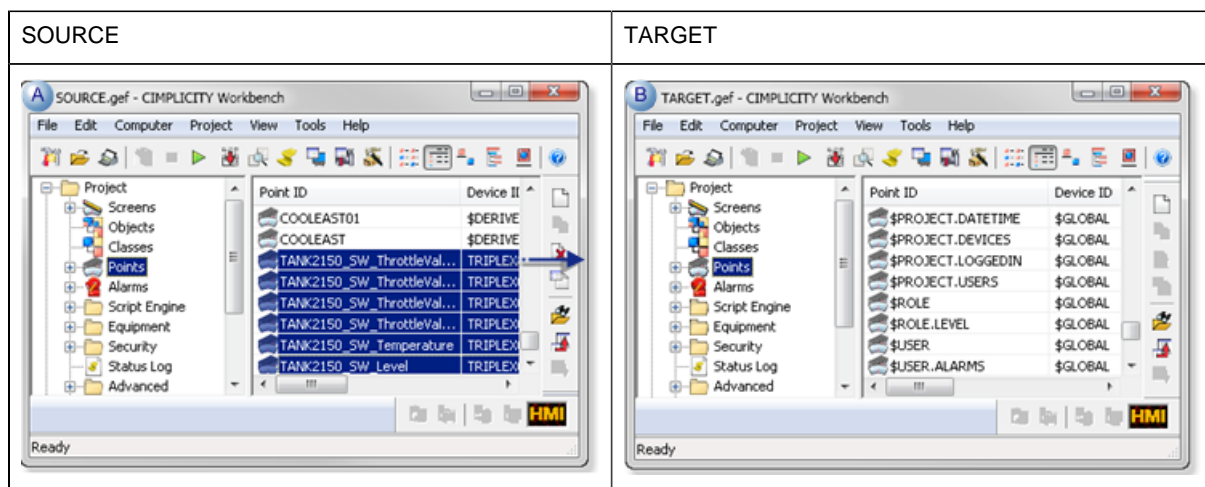 SOURCE
TARGET
A SOURCE.gef - CIMPLICITY Workbench
File Edit Computer Project View Tools Help
Project
Screens
Objects
Classes
Points
Alarms
Script Engine
Equipment
Security
Status Log
Advanced
Point ID Device ID
COOLEAST01 $DERIVE
COOLEAST $DERIVE
TANK2150_SW_ThrottleVal... TRIPLEX
TANK2150_SW_ThrottleVal... TRIPLEX
TANK2150_SW_ThrottleVal... TRIPLEX
TANK2150_SW_ThrottleVal... TRIPLEX
TANK2150_SW_Temperature TRIPLEX
TANK2150_SW_Level TRIPLEX
HMI
Ready
B TARGET.gef - CIMPLICITY Workbench
File Edit Computer Project View Tools Help
Project
Screens
Objects
Classes
Points
Alarms
Script Engine
Equipment
Security
Status Log
Advanced
Point ID Device ID
$PROJECT.DATETIME $GLOBAL
$PROJECT.DEVICES $GLOBAL
$PROJECT.LOGGEDIN $GLOBAL
$PROJECT.USERS $GLOBAL
$ROLE $GLOBAL
$ROLE.LEVEL $GLOBAL
$USER $GLOBAL
$USER.ALARMS $GLOBAL
HMI
Ready